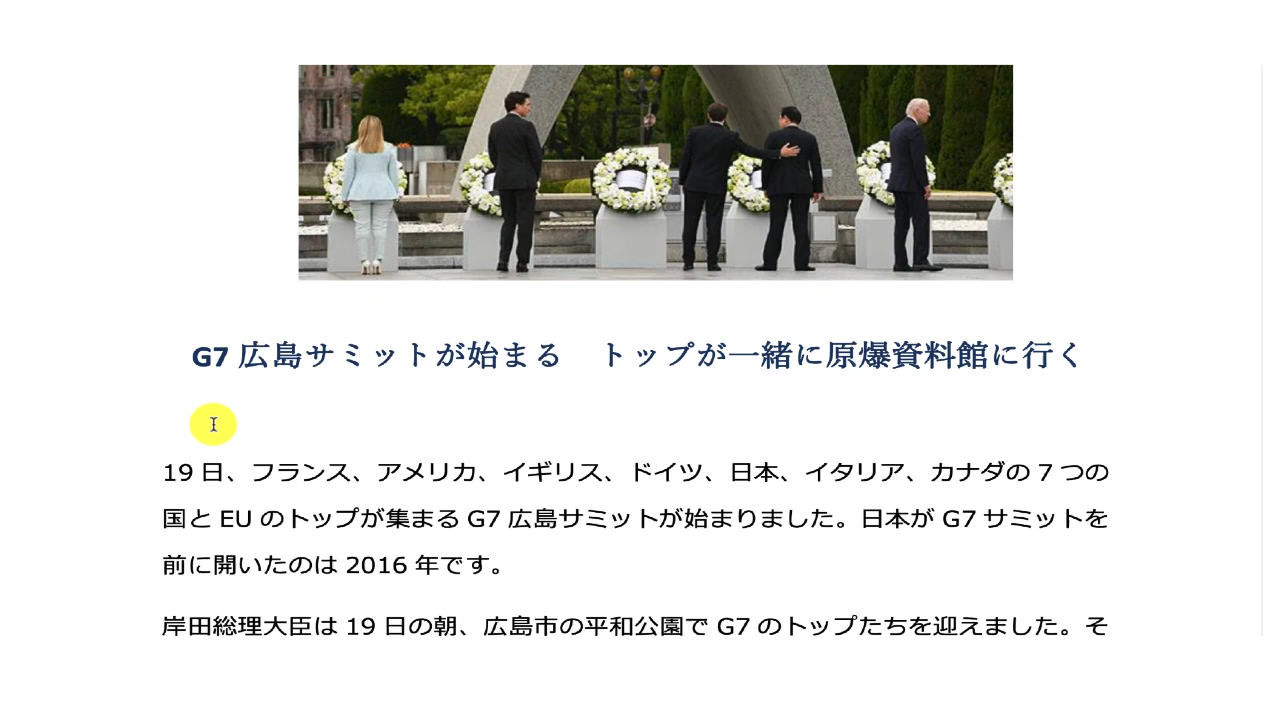 G7 広島サミットが始まる　トップが一緒に原爆資料館に行く
19 日、フランス、アメリカ、イギリス、ドイツ、日本、イタリア、カナダの 7 つの
国と EU のトップが集まる G7 広島サミットが始まりました。日本が G7 サミットを
前に開いたのは 2016 年です。
岸田総理大臣は 19 日の朝、広島市の平和公園で G7 のトップたちを迎えました。そ